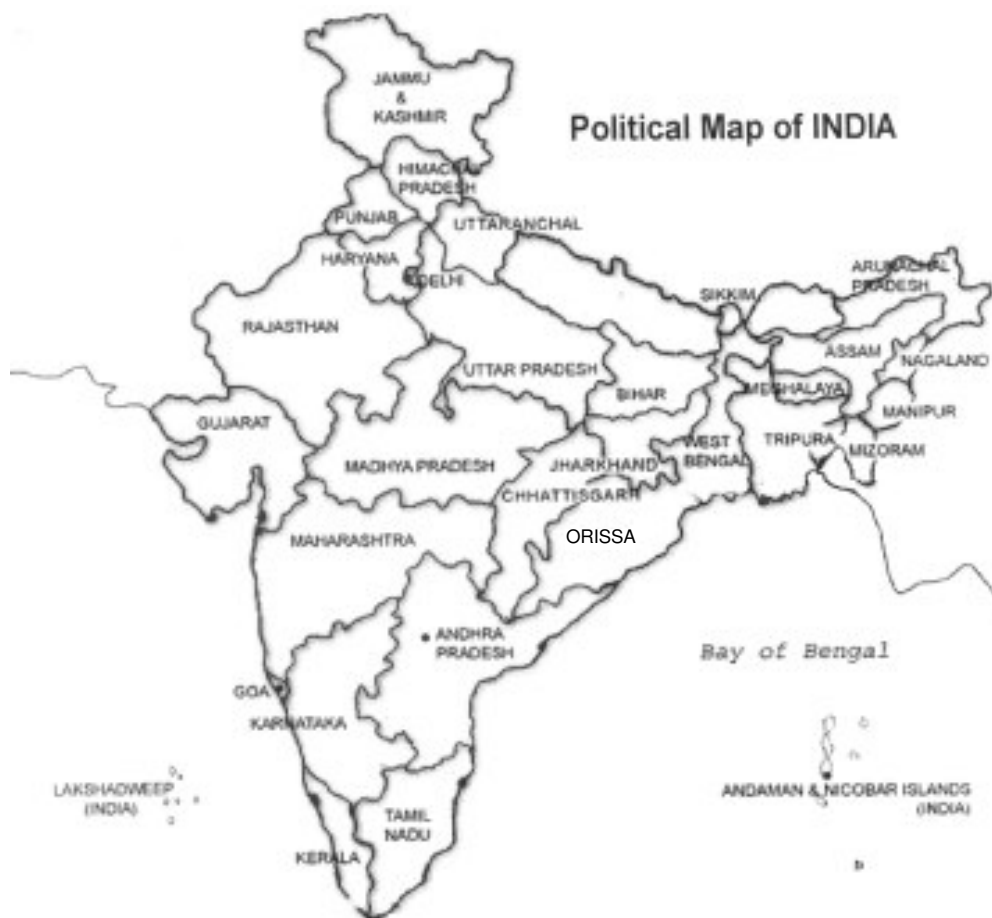 JAMMU
&
KASHMIR
Political Map of INDIA
HIMACHAL
PRADESH
PUNJAB
UTTARANCHAL
HARYANA
DELHI
ARUNACHAL
PRADESH
SIKKIM
RAJASTHAN
ASSAM
NAGALAND
UTTAR PRADESH
BIHAR
MEGHALAYA
GUJARAT
MANIPUR
WEST
BENGAL
TRIPURA
MIZORAM
MADHYA PRADESH
JHARKHAND
CHHATTISGARH
ORISSA
MAHARASHTRA
ANDHRA
PRADESH
Bay of Bengal
GOA
KARNATAKA
LAKSHADWEEP
(INDIA)
ANDAMAN & NICOBAR ISLANDS
(INDIA)
TAMIL
NADU
KERALA